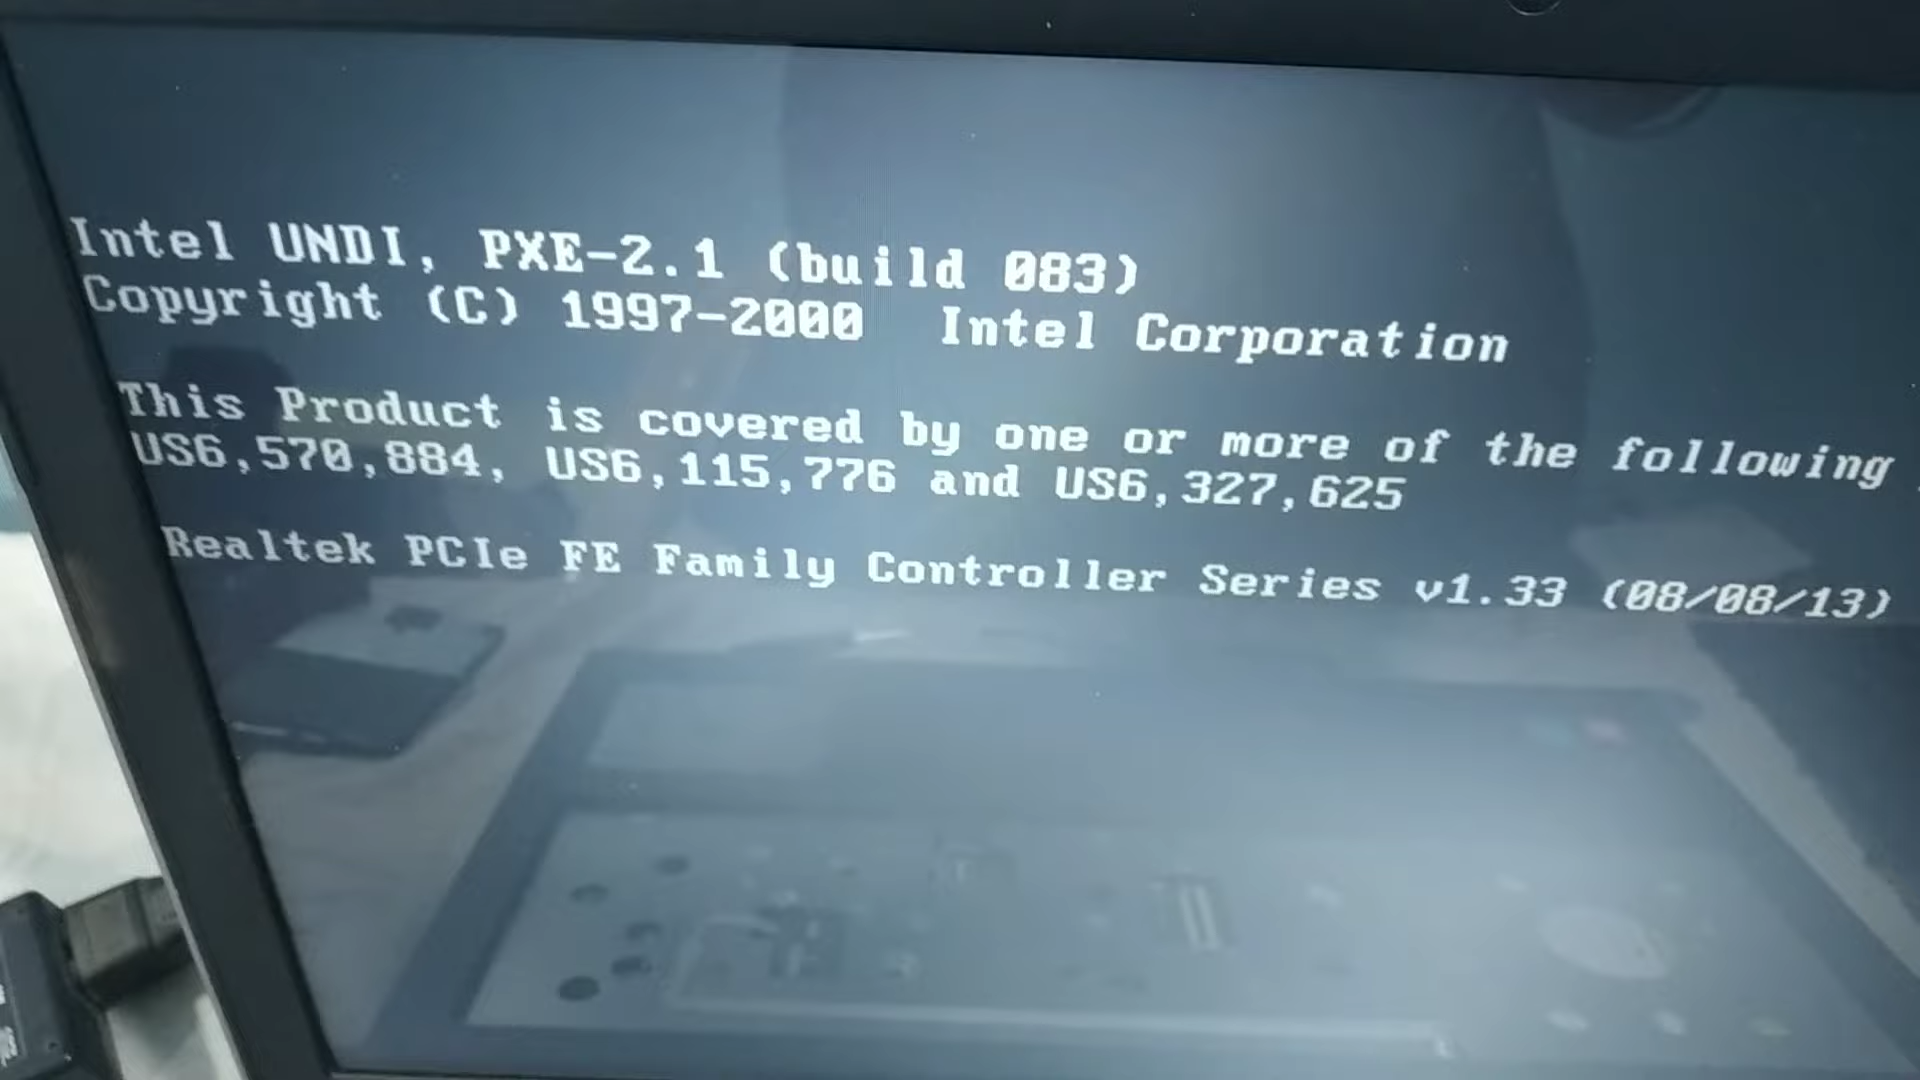 Intel UNDI, PXE-2.1 (build 083)
Copyright (C) 1997-2000  Intel Corporation
This Product is covered by one or more of the following
US6,570,884, US6,115,776 and US6,327,625
Realtek PCIe FE Family Controller Series v1.33 (08/08/13)